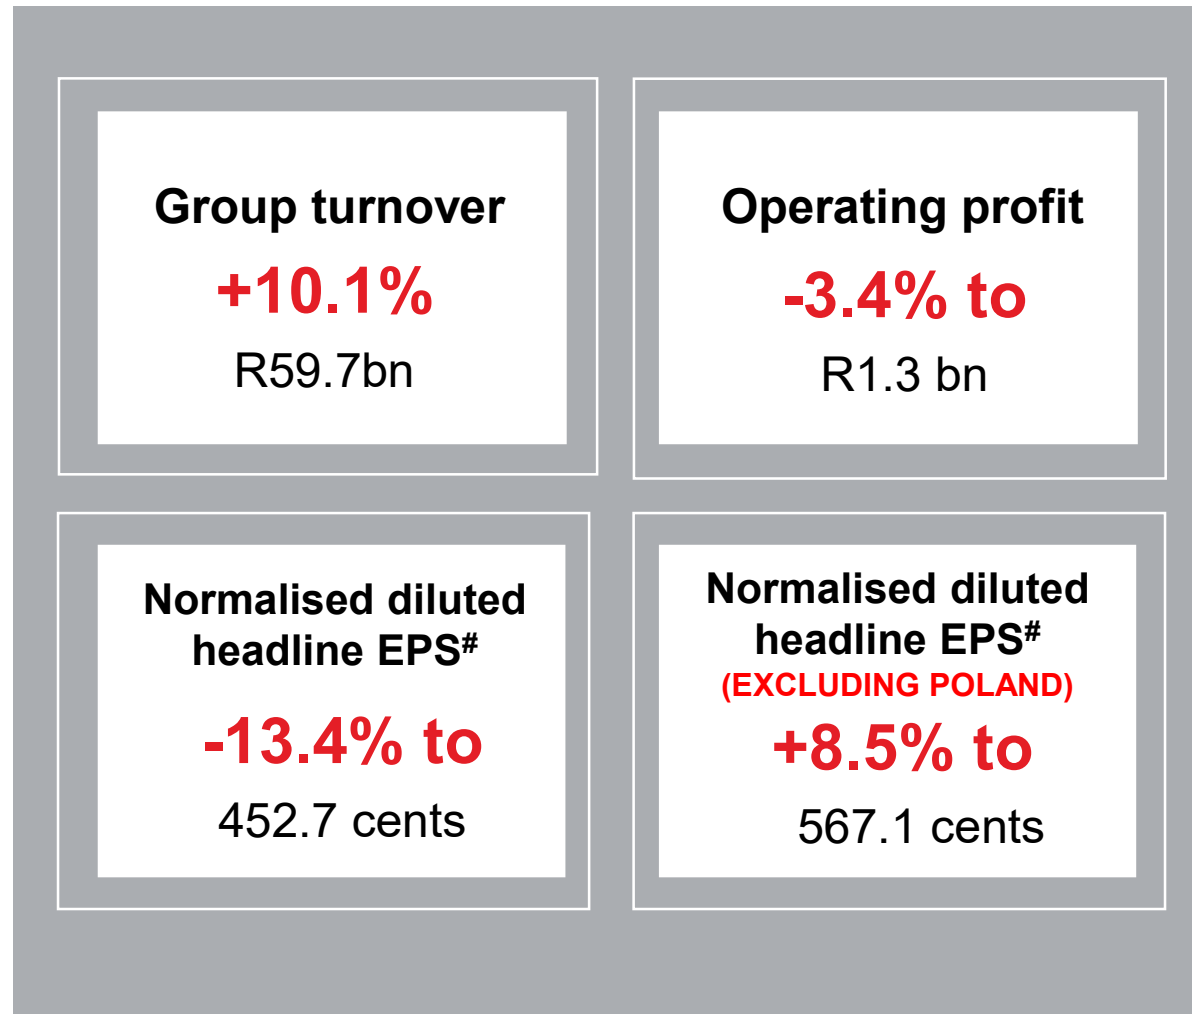 Group turnover
+10.1%
R59.7bn
Operating profit
-3.4% to
R1.3 bn
Normalised diluted
headline EPS#
-13.4% to
452.7 cents
Normalised diluted
headline EPS#
(EXCLUDING POLAND)
+8.5% to
567.1 cents